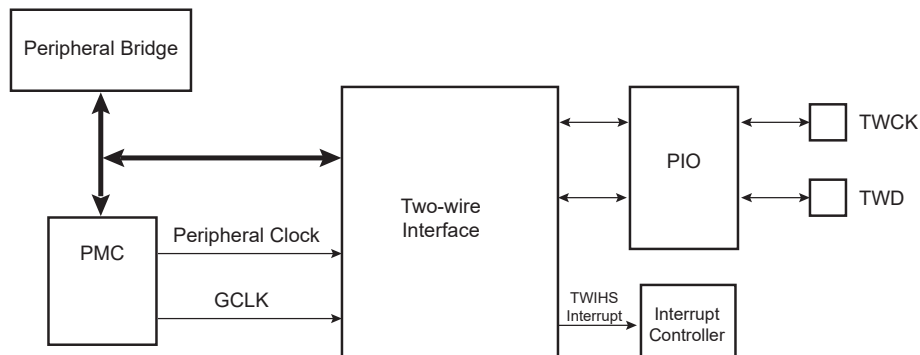 Peripheral Bridge
TWCK
PIO
Two-wire
Interface
TWD
PMC
Peripheral Clock
GCLK
TWIHS
Interrupt
Interrupt
Controller